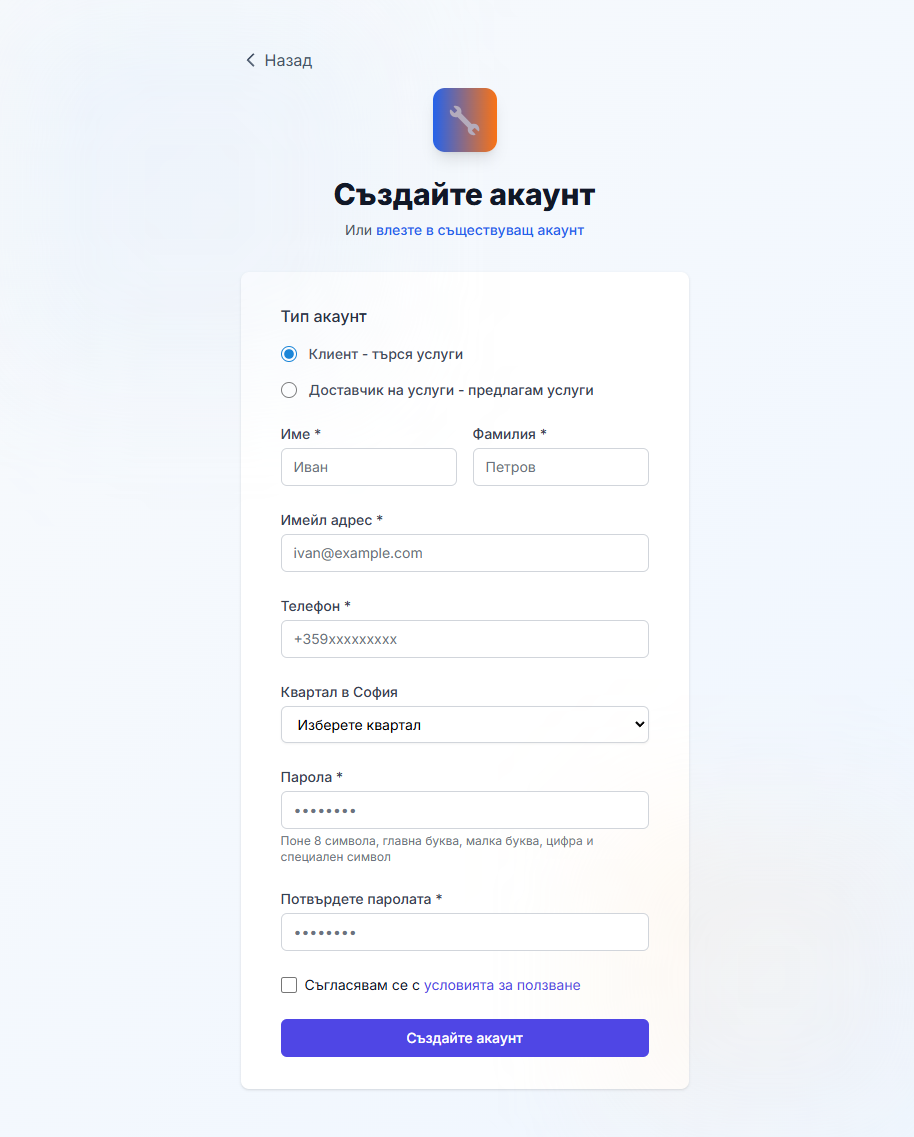 Назад
Създайте акаунт
Или влезте в съществуващ акаунт
Тип акаунт
Клиент - търся услуги
Доставчик на услуги - предлагам услуги
Име * Фамилия *
Иван Петров
Имейл адрес *
ivan@example.com
Телефон *
+359xxxxxxxxx
Квартал в София
Изберете квартал
Парола *
••••••••
Поне 8 символа, главна буква, малка буква, цифра и
специален символ
Потвърдете паролата *
••••••••
Съгласявам се с условията за ползване
Създайте акаунт